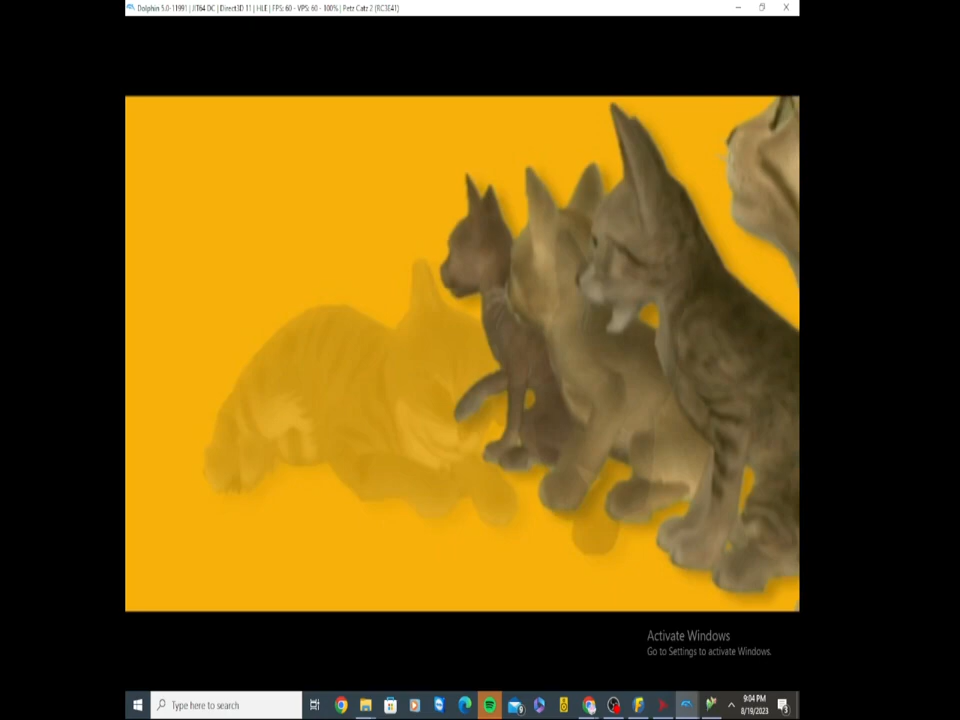 Dolphin 5.0-11991 | JIT64 DC | Direct3D 11 | HLE | FPS: 60 - VPS: 60 - 100% | Petz Catz 2 (RC3E41)
Activate Windows
Go to Settings to activate Windows.
Type here to search
9:04 PM
8/19/2023